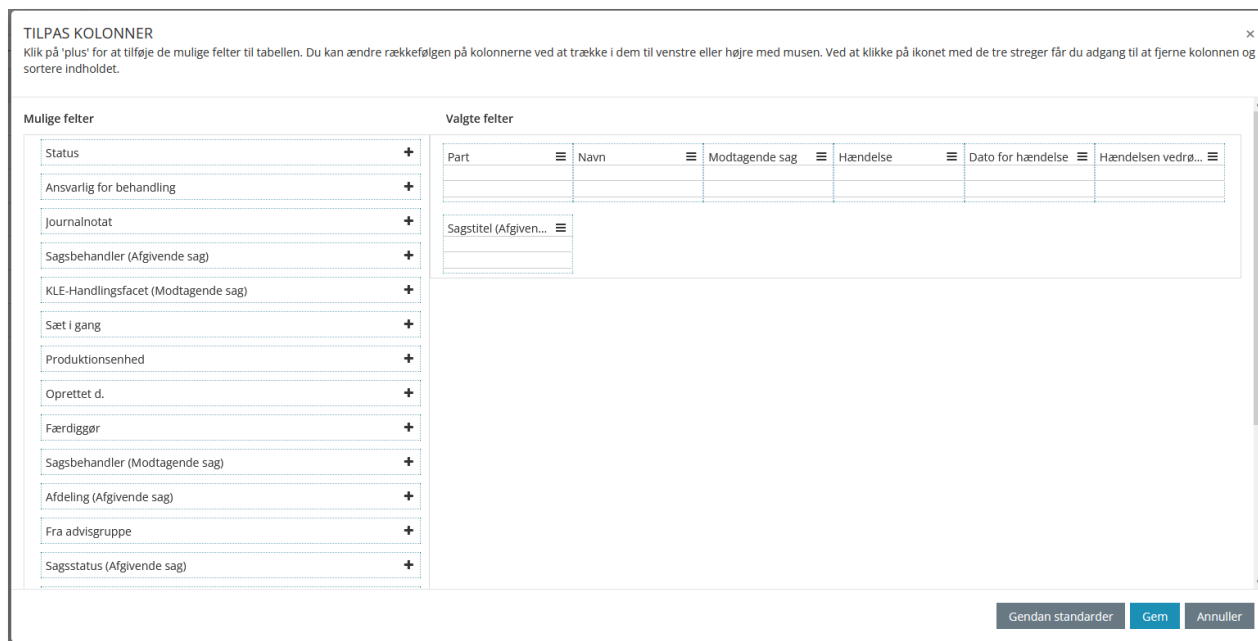 TILPAS KOLONNER
×
Klik på 'plus' for at tilføje de mulige felter til tabellen. Du kan ændre rækkefølgen på kolonnerne ved at trække i dem til venstre eller højre med musen. Ved at klikke på ikonet med de tre streger får du adgang til at fjerne kolonnen og
sortere indholdet.
Mulige felter
Status
Ansvarlig for behandling
Journalnotat
Sagsbehandler (Afgivende sag)
KLE-Handlingsfacet (Modtagende sag)
Sæt i gang
Produktionsenhed
Oprettet d.
Færdiggør
Sagsbehandler (Modtagende sag)
Afdeling (Afgivende sag)
Fra advisgruppe
Sagsstatus (Afgivende sag)
Valgte felter
Part Navn Modtagende sag Hændelse Dato for hændelse Hændelsen vedrø...
Sagstitel (Afgiven...
Gendan standarder Gem Annuller